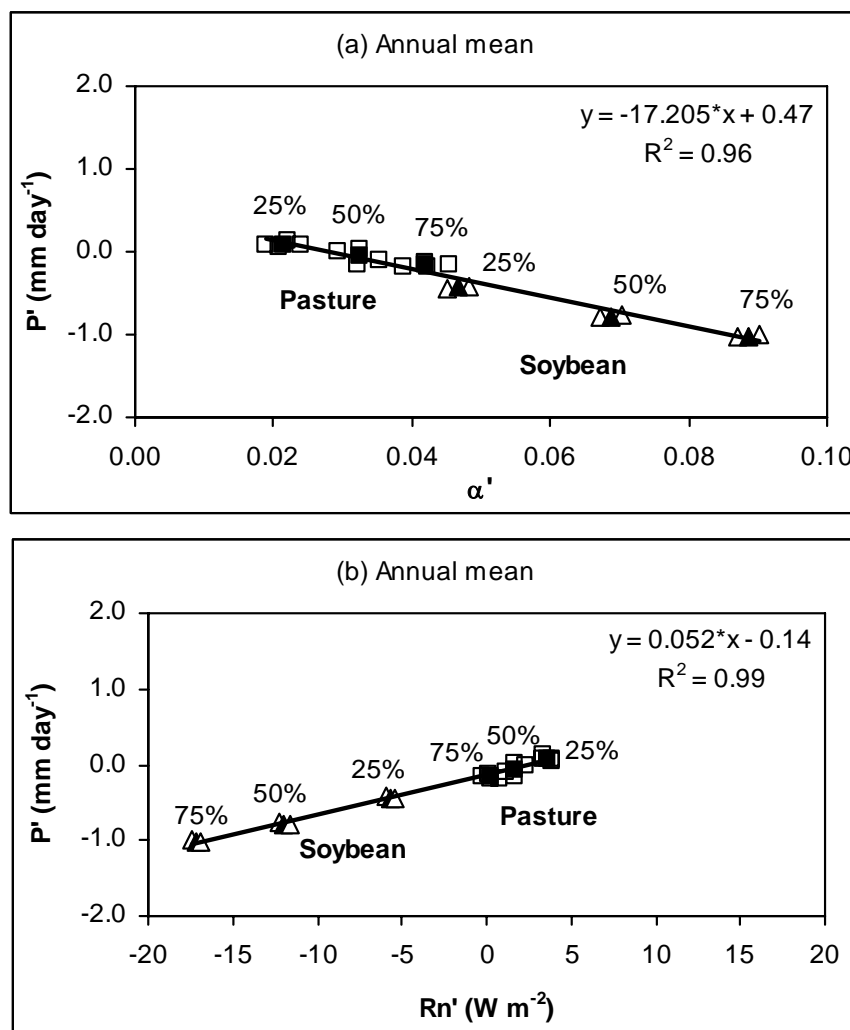 (a) Annual mean
y = -17.205*x + 0.47
R² = 0.96
2.0
1.0
0.0
-1.0
-2.0
P' (mm day⁻¹)
25%
50%
75%
25%
50%
75%
Pasture
Soybean
0.00
0.02
0.04
0.06
0.08
0.10
α'
(b) Annual mean
y = 0.052*x - 0.14
R² = 0.99
2.0
1.0
0.0
-1.0
-2.0
P' (mm day⁻¹)
75%
50%
25%
75%
50%
25%
Soybean
Pasture
-20
-15
-10
-5
0
5
10
15
20
Rn' (W m⁻²)